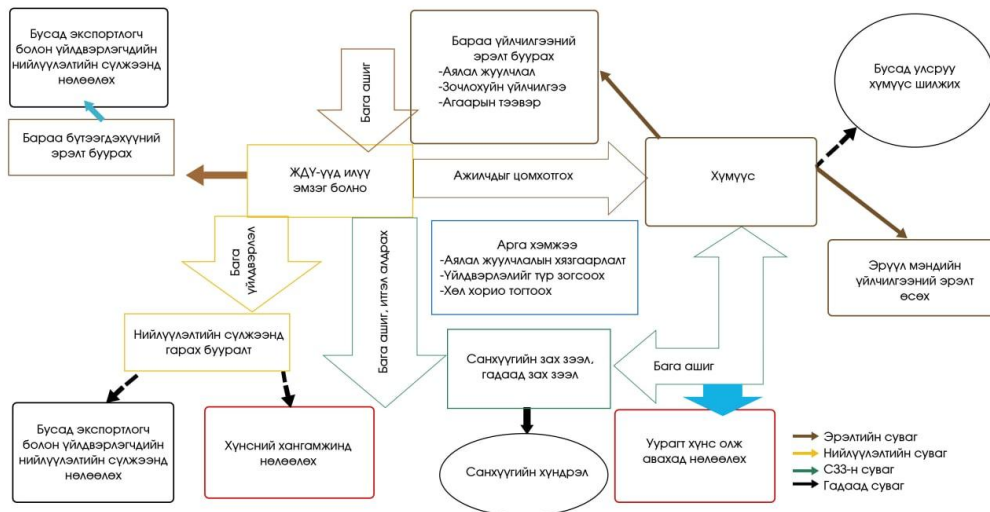 Бусад экспортлогч
болон үйлдвэрлэгчдийн
нийлүүлэлтийн сүлжээнд
нөлөөлөх
Бага ашиг
Бараа үйлчилгээний
эрэлт буурах
-Аялал жуулчлал
-Зочлохуйн үйлчилгээ
-Агаарын тээвэр
Бусад улсруу
хүмүүс шилжих
Бараа бүтээгдэхүүний
эрэлт буурах
ЖДҮ-үүд илүү
эмзэг болно
Ажилчдыг цомхотгох
Хүмүүс
Бага
үйлдвэрлэл
Бага ашиг, итгэл алдрах
Арга хэмжээ
-Аялал жуулчлалын хязгаарлалт
-Үйлдвэрлэлийг түр зогсоох
-Хөл хорио тогтоох
Эрүүл мэндийн
үйлчилгээний эрэлт
өсөх
Нийлүүлэлтийн сүлжээнд
гарах бууралт
Санхүүгийн зах зээл,
гадаад зах зээл
Бага ашиг
Бусад экспортлогч
болон үйлдвэрлэгчдийн
нийлүүлэлтийн сүлжээнд
нөлөөлөх
Хүнсний хангамжинд
нөлөөлөх
Санхүүгийн хүндрэл
Уурагт хүнс олж
авахад нөлөөлөх
Эрэлтийн суваг
Нийлүүлэлтийн суваг
СЗЗ-н суваг
Гадаад суваг